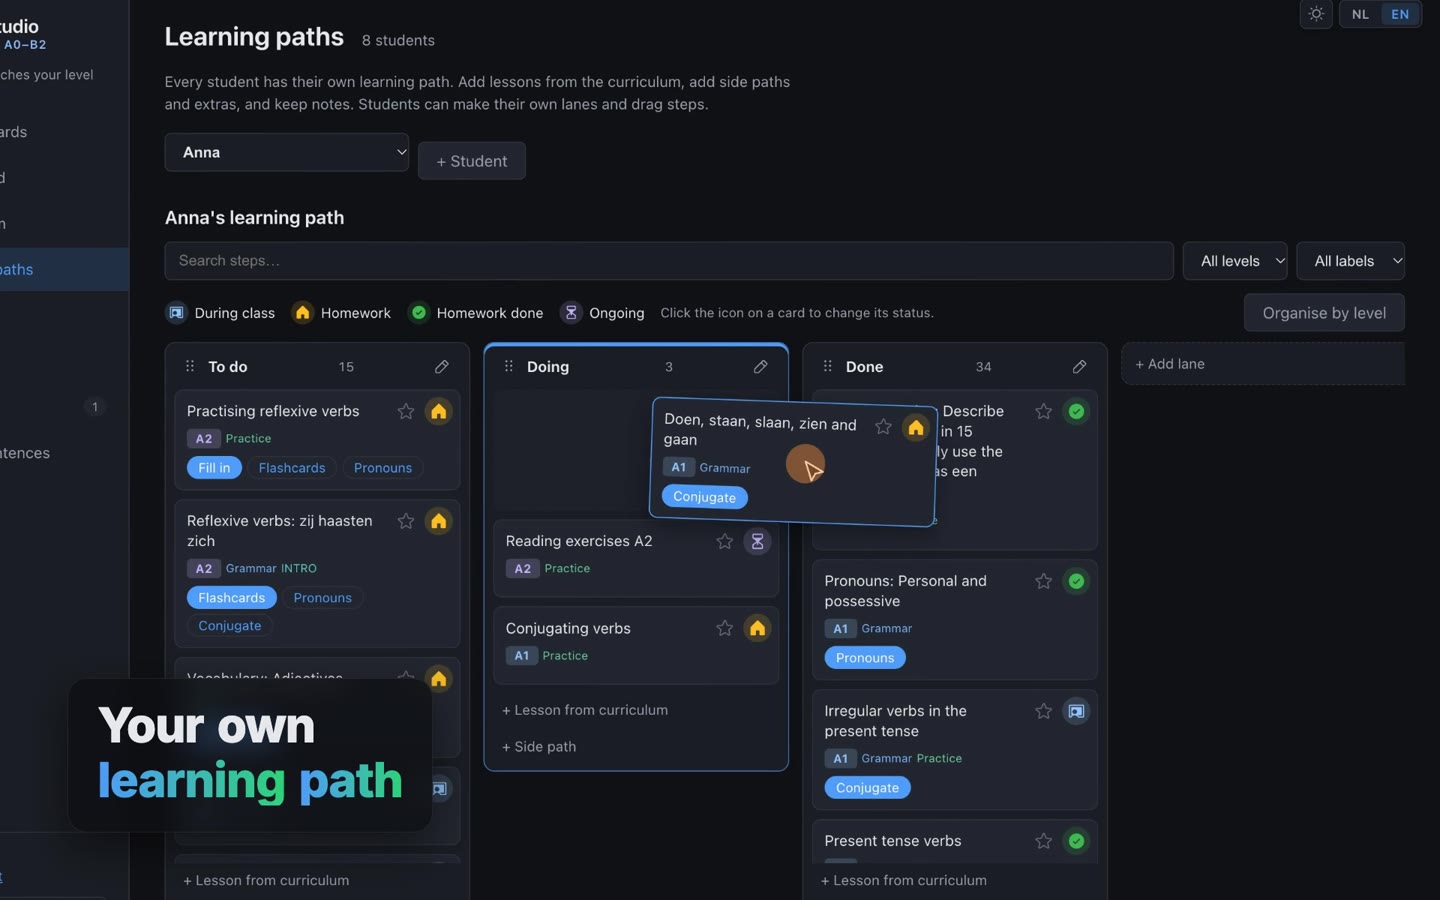 tudio
A0–B2
ches your level
ards
d
n
paths
1
tences
t
NL EN
Learning paths 8 students
Every student has their own learning path. Add lessons from the curriculum, add side paths
and extras, and keep notes. Students can make their own lanes and drag steps.
Anna
+ Student
Anna's learning path
Search steps…
All levels
All labels
During class Homework Homework done Ongoing Click the icon on a card to change its status.
Organise by level
To do 15
Practising reflexive verbs
A2 Practice
Fill in Flashcards Pronouns
Reflexive verbs: zij haasten
zich
A2 Grammar INTRO
Flashcards Pronouns
Conjugate
Vocabulary: Adjectives
+ Lesson from curriculum
Doing 3
Doen, staan, slaan, zien and
gaan
A1 Grammar
Conjugate
Reading exercises A2
A2 Practice
Conjugating verbs
A1 Practice
+ Lesson from curriculum
+ Side path
Done 34
Describe
in 15
ly use the
as een
Pronouns: Personal and
possessive
A1 Grammar
Pronouns
Irregular verbs in the
present tense
A1 Grammar Practice
Conjugate
Present tense verbs
+ Lesson from curriculum
+ Add lane
Your own
learning path